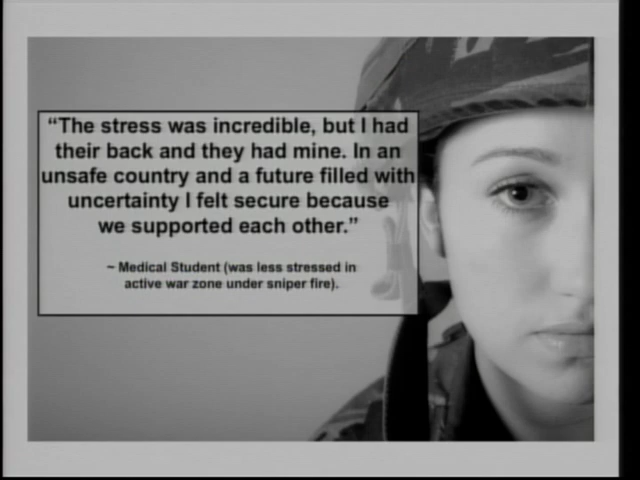 “The stress was incredible, but I had
their back and they had mine. In an
unsafe country and a future filled with
uncertainty I felt secure because
we supported each other.”
~ Medical Student (was less stressed in
active war zone under sniper fire).